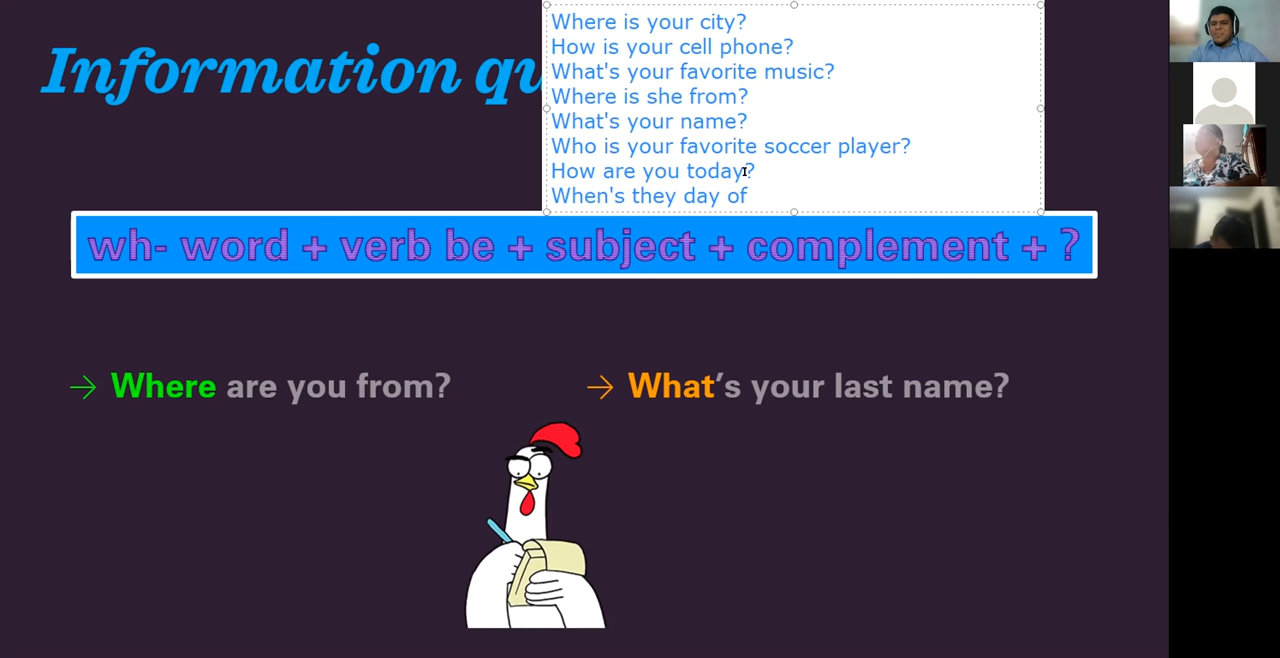 Information qu
Where is your city?
How is your cell phone?
What's your favorite music?
Where is she from?
What's your name?
Who is your favorite soccer player?
How are you today?
When's they day of
wh- word + verb be + subject + complement + ?
→ Where are you from?
→ What's your last name?